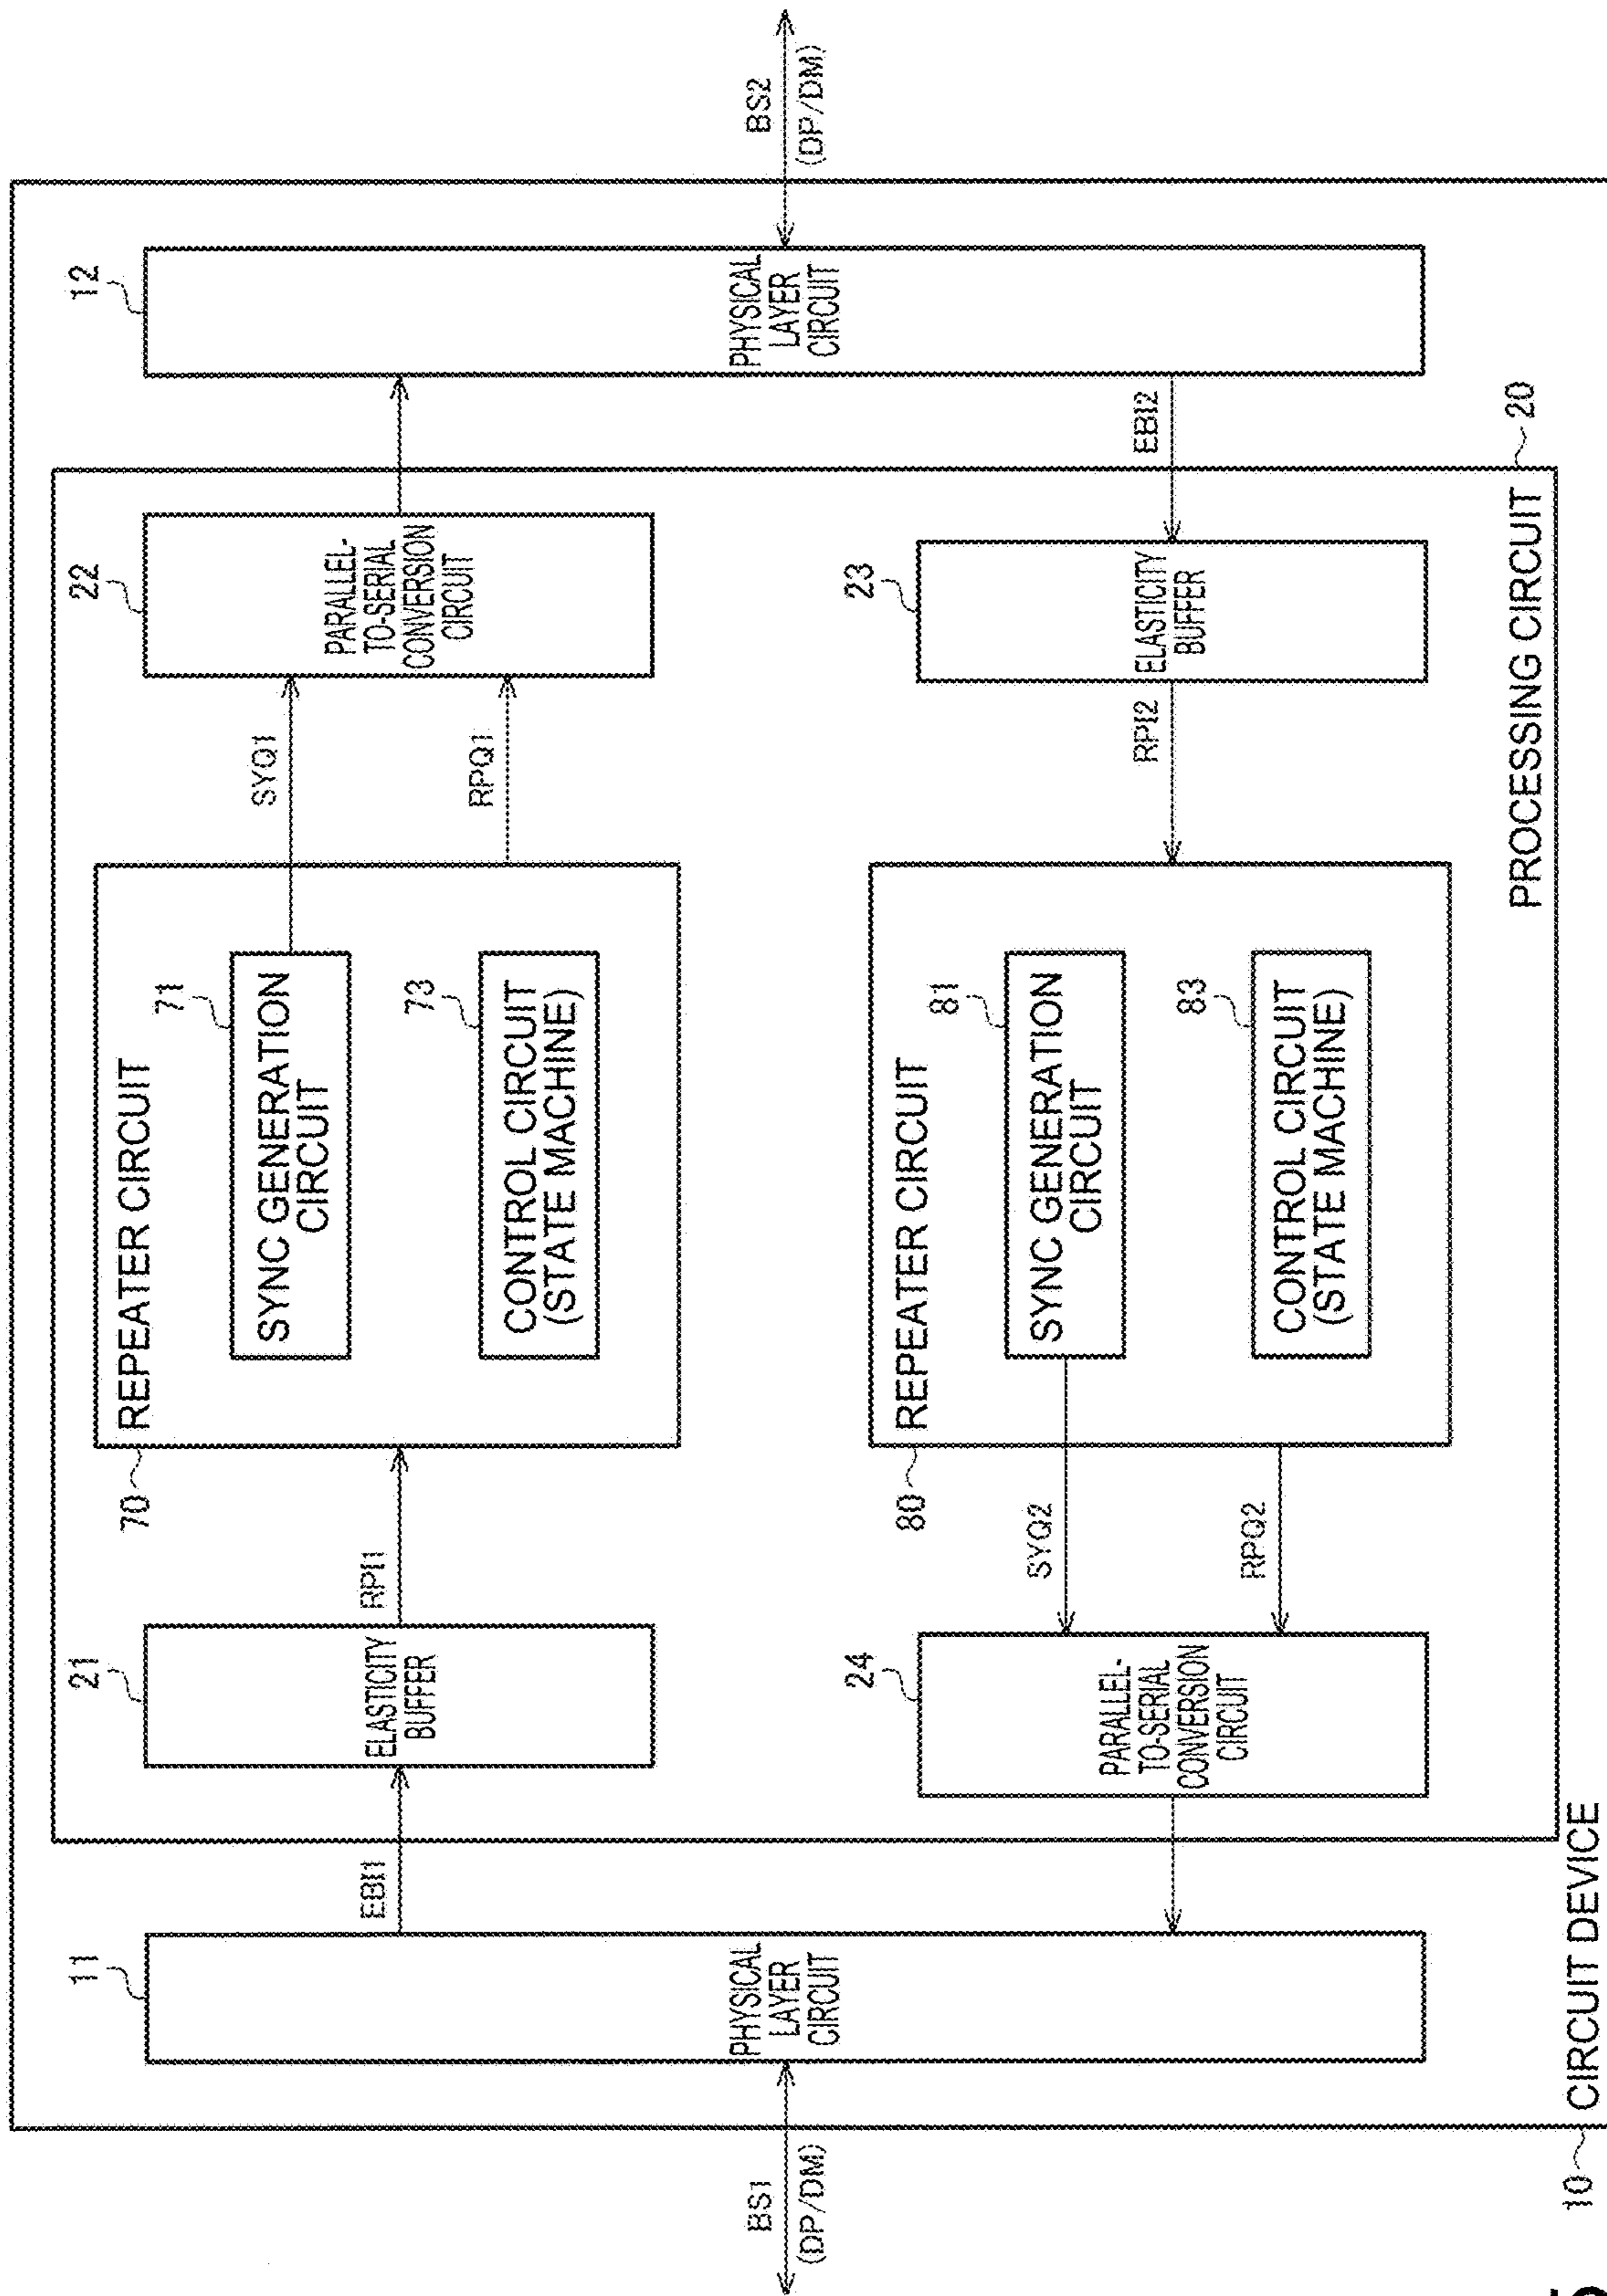 BS1
(DP/DM)
10
CIRCUIT DEVICE
11
PHYSICAL
LAYER
CIRCUIT
EBI1
21
ELASTICITY
BUFFER
RPI1
70
REPEATER CIRCUIT
71
SYNC GENERATION
CIRCUIT
73
CONTROL CIRCUIT
(STATE MACHINE)
SYQ1
RPQ1
22
PARALLEL-
TO-SERIAL
CONVERSION
CIRCUIT
12
PHYSICAL
LAYER
CIRCUIT
BS2
(DP/DM)
24
PARALLEL-
TO-SERIAL
CONVERSION
CIRCUIT
SYQ2
RPQ2
80
REPEATER CIRCUIT
81
SYNC GENERATION
CIRCUIT
83
CONTROL CIRCUIT
(STATE MACHINE)
RPI2
23
ELASTICITY
BUFFER
EBI2
PROCESSING CIRCUIT
20